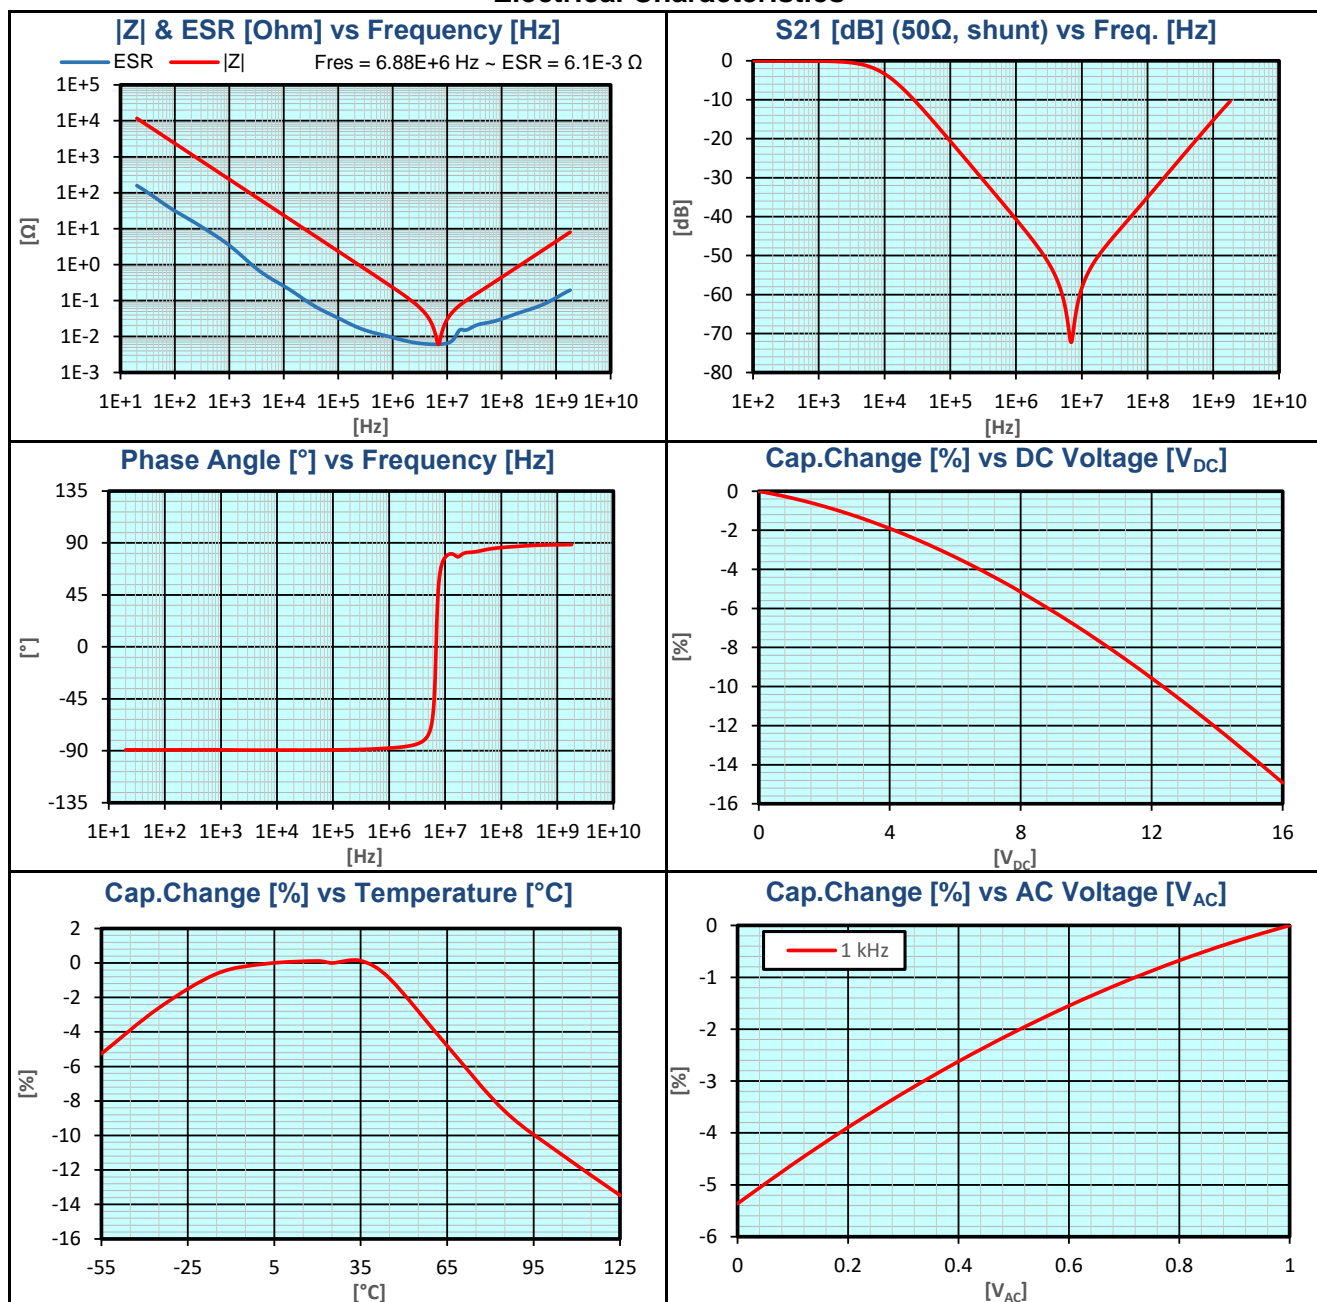 |Z| & ESR [Ohm] vs Frequency [Hz]
ESR |Z| Fres = 6.88E+6 Hz ~ ESR = 6.1E-3 Ω
1E+5
1E+4
1E+3
1E+2
1E+1
1E+0
1E-1
1E-2
1E-3
[Ω]
1E+1 1E+2 1E+3 1E+4 1E+5 1E+6 1E+7 1E+8 1E+9 1E+10
[Hz]
S21 [dB] (50Ω, shunt) vs Freq. [Hz]
0
-10
-20
-30
-40
-50
-60
-70
-80
[dB]
1E+2 1E+3 1E+4 1E+5 1E+6 1E+7 1E+8 1E+9 1E+10
[Hz]
Phase Angle [°] vs Frequency [Hz]
135
90
45
0
-45
-90
-135
[°]
1E+1 1E+2 1E+3 1E+4 1E+5 1E+6 1E+7 1E+8 1E+9 1E+10
[Hz]
Cap.Change [%] vs DC Voltage [VDC]
0
-2
-4
-6
-8
-10
-12
-14
-16
[%]
0 4 8 12 16
[VDC]
Cap.Change [%] vs Temperature [°C]
2
0
-2
-4
-6
-8
-10
-12
-14
-16
[%]
-55 -25 5 35 65 95 125
[°C]
Cap.Change [%] vs AC Voltage [VAC]
1 kHz
0
-1
-2
-3
-4
-5
-6
[%]
0 0.2 0.4 0.6 0.8 1
[VAC]